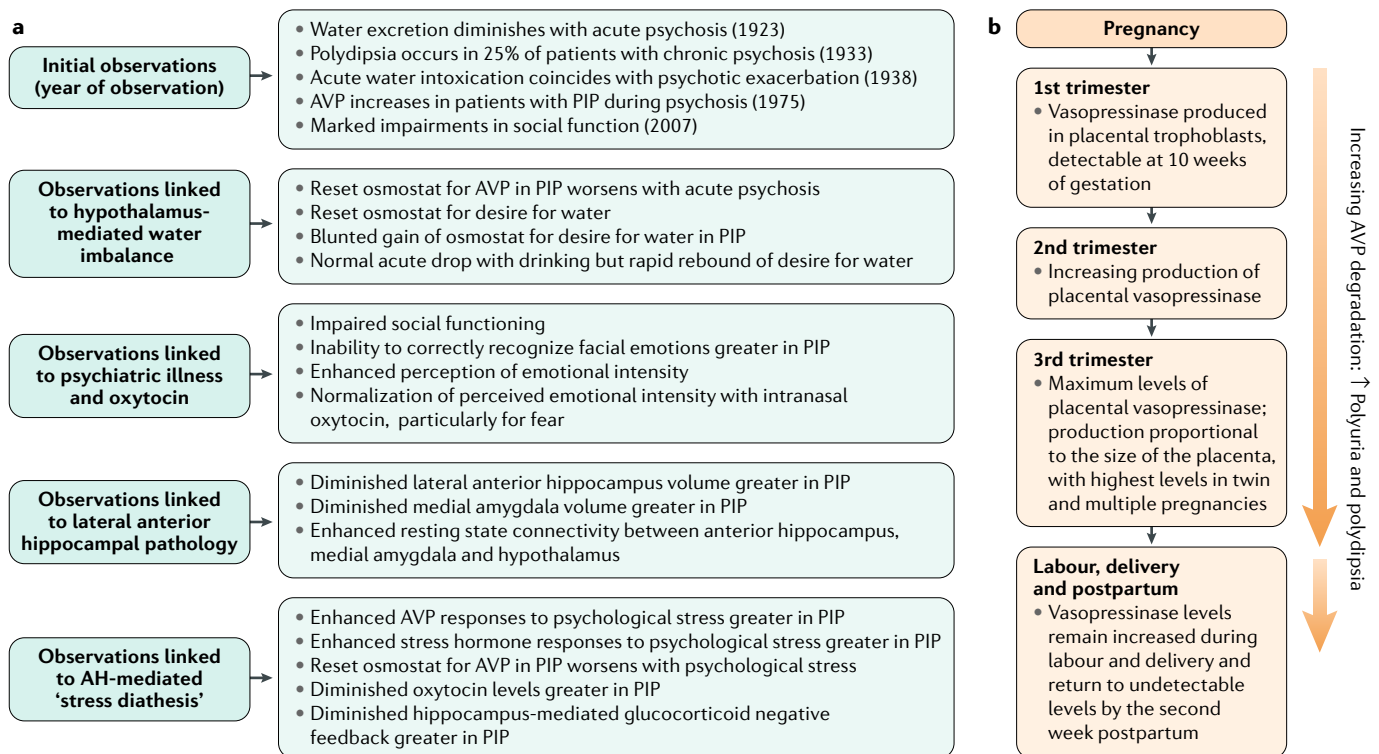 a
Initial observations
(year of observation)
• Water excretion diminishes with acute psychosis (1923)
• Polydipsia occurs in 25% of patients with chronic psychosis (1933)
• Acute water intoxication coincides with psychotic exacerbation (1938)
• AVP increases in patients with PIP during psychosis (1975)
• Marked impairments in social function (2007)
Observations linked
to hypothalamus-
mediated water
imbalance
• Reset osmostat for AVP in PIP worsens with acute psychosis
• Reset osmostat for desire for water
• Blunted gain of osmostat for desire for water in PIP
• Normal acute drop with drinking but rapid rebound of desire for water
Observations linked
to psychiatric illness
and oxytocin
• Impaired social functioning
• Inability to correctly recognize facial emotions greater in PIP
• Enhanced perception of emotional intensity
• Normalization of perceived emotional intensity with intranasal
oxytocin, particularly for fear
Observations linked
to lateral anterior
hippocampal pathology
• Diminished lateral anterior hippocampus volume greater in PIP
• Diminished medial amygdala volume greater in PIP
• Enhanced resting state connectivity between anterior hippocampus,
medial amygdala and hypothalamus
Observations linked
to AH-mediated
‘stress diathesis’
• Enhanced AVP responses to psychological stress greater in PIP
• Enhanced stress hormone responses to psychological stress greater in PIP
• Reset osmostat for AVP in PIP worsens with psychological stress
• Diminished oxytocin levels greater in PIP
• Diminished hippocampus-mediated glucocorticoid negative
feedback greater in PIP
b
Pregnancy
1st trimester
• Vasopressinase produced
in placental trophoblasts,
detectable at 10 weeks
of gestation
2nd trimester
• Increasing production of
placental vasopressinase
3rd trimester
• Maximum levels of
placental vasopressinase;
production proportional
to the size of the placenta,
with highest levels in twin
and multiple pregnancies
Labour, delivery
and postpartum
• Vasopressinase levels
remain increased during
labour and delivery and
return to undetectable
levels by the second
week postpartum
Increasing AVP degradation: ↑ Polyuria and polydipsia